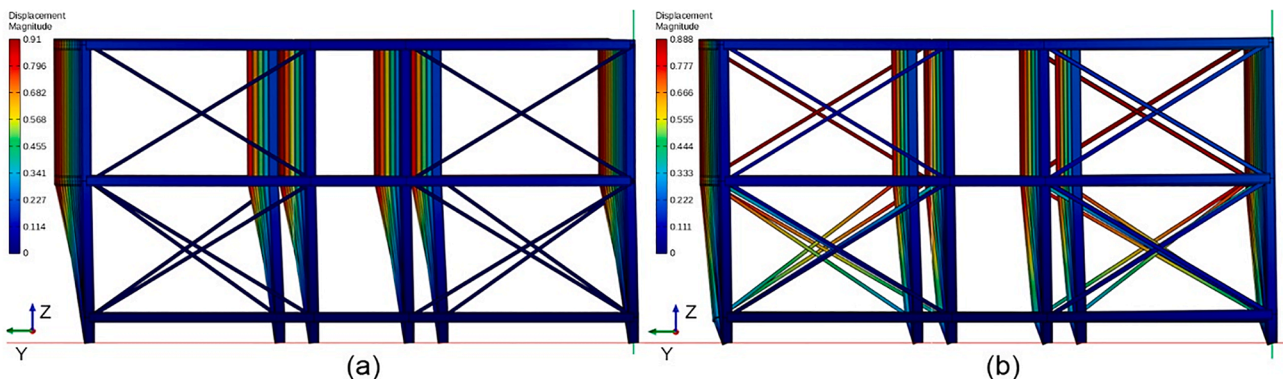 Displacement
Magnitude
0.91
0.796
0.682
0.568
0.455
0.341
0.227
0.114
0
Z
Y
(a)
Displacement
Magnitude
0.888
0.777
0.666
0.555
0.444
0.333
0.222
0.111
0
Z
Y
(b)